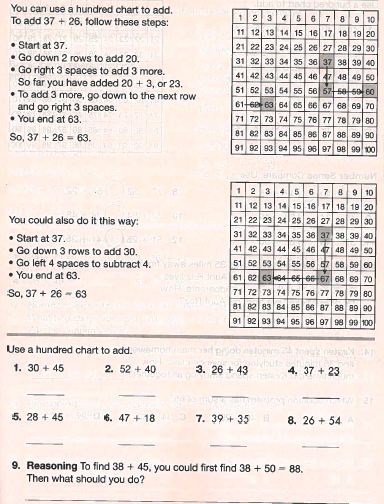 You can use a hundred chart to add.
To add 37 + 26, follow these steps:
• Start at 37.
• Go down 2 rows to add 20.
• Go right 3 spaces to add 3 more.
So far you have added 20 + 3, or 23.
• To add 3 more, go down to the next row
and go right 3 spaces.
• You end at 63.
So, 37 + 26 = 63.
1 2 3 4 5 6 7 8 9 10
11 12 13 14 15 16 17 18 19 20
21 22 23 24 25 26 27 28 29 30
31 32 33 34 35 36 37 38 39 40
41 42 43 44 45 46 47 48 49 50
51 52 53 54 55 56 57 58 59 60
61 62 63 64 65 66 67 68 69 70
71 72 73 74 75 76 77 78 79 80
81 82 83 84 85 86 87 88 89 90
91 92 93 94 95 96 97 98 99 100
You could also do it this way:
• Start at 37.
• Go down 3 rows to add 30.
• Go left 4 spaces to subtract 4.
• You end at 63.
So, 37 + 26 = 63
1 2 3 4 5 6 7 8 9 10
11 12 13 14 15 16 17 18 19 20
21 22 23 24 25 26 27 28 29 30
31 32 33 34 35 36 37 38 39 40
41 42 43 44 45 46 47 48 49 50
51 52 53 54 55 56 57 58 59 60
61 62 63 64 65 66 67 68 69 70
71 72 73 74 75 76 77 78 79 80
81 82 83 84 85 86 87 88 89 90
91 92 93 94 95 96 97 98 99 100
Use a hundred chart to add.
1. 30 + 45 2. 52 + 40 3. 26 + 43 4. 37 + 23
5. 28 + 45 6. 47 + 18 7. 39 + 35 8. 26 + 54
9. Reasoning To find 38 + 45, you could first find 38 + 50 = 88.
Then what should you do?